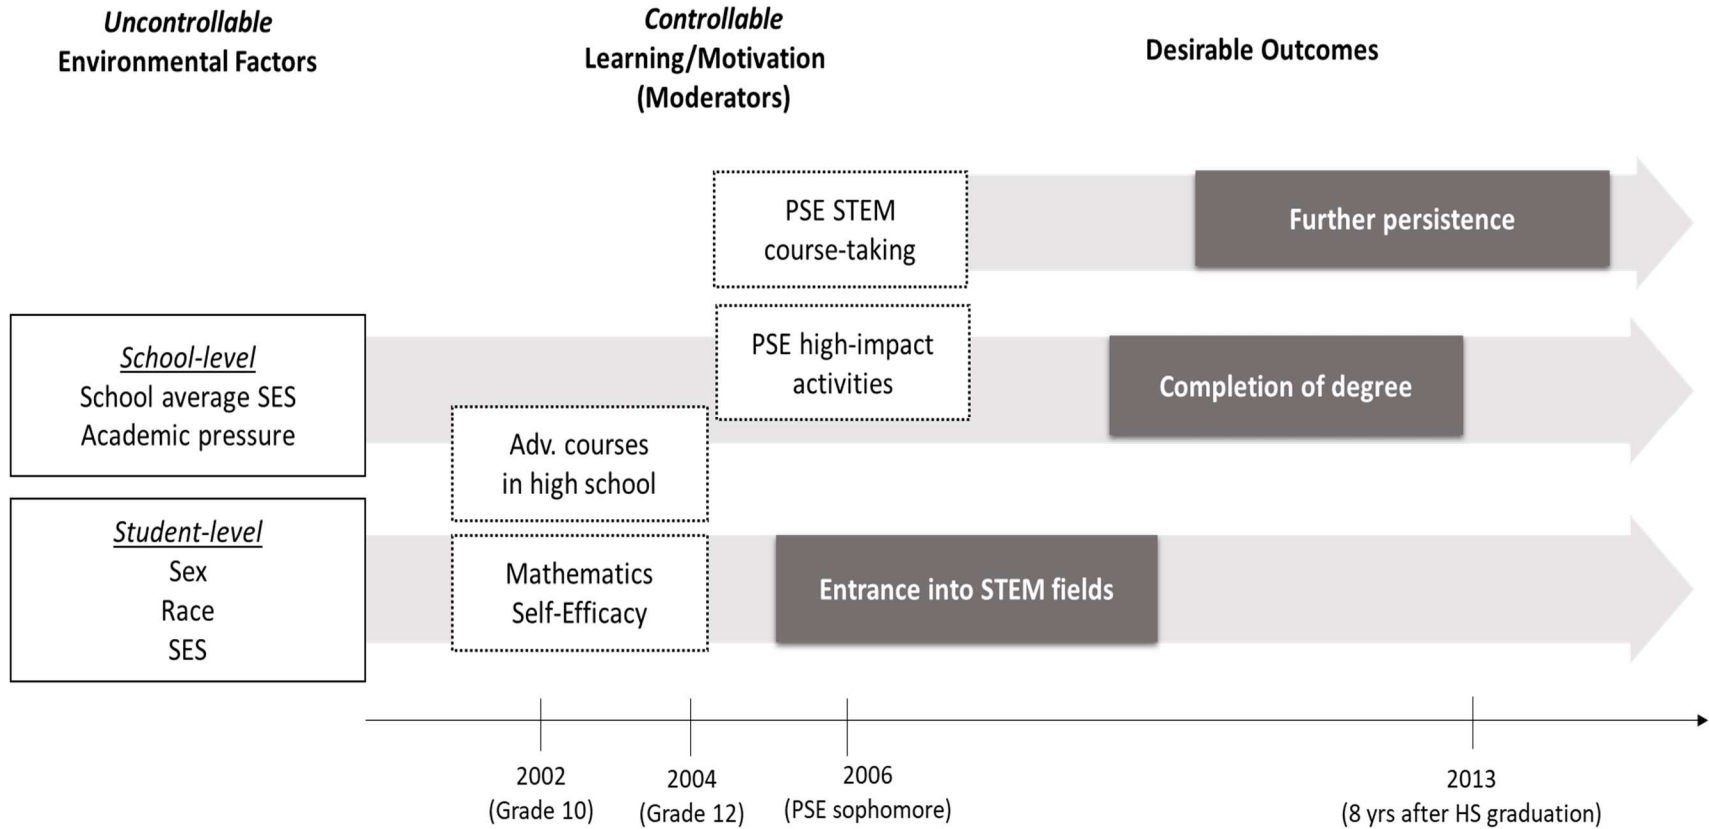 Uncontrollable
Environmental Factors
Controllable
Learning/Motivation
(Moderators)
Desirable Outcomes
PSE STEM
course-taking
Further persistence
School-level
School average SES
Academic pressure
PSE high-impact
activities
Completion of degree
Adv. courses
in high school
Student-level
Sex
Race
SES
Mathematics
Self-Efficacy
Entrance into STEM fields
2002
(Grade 10)
2004
(Grade 12)
2006
(PSE sophomore)
2013
(8 yrs after HS graduation)